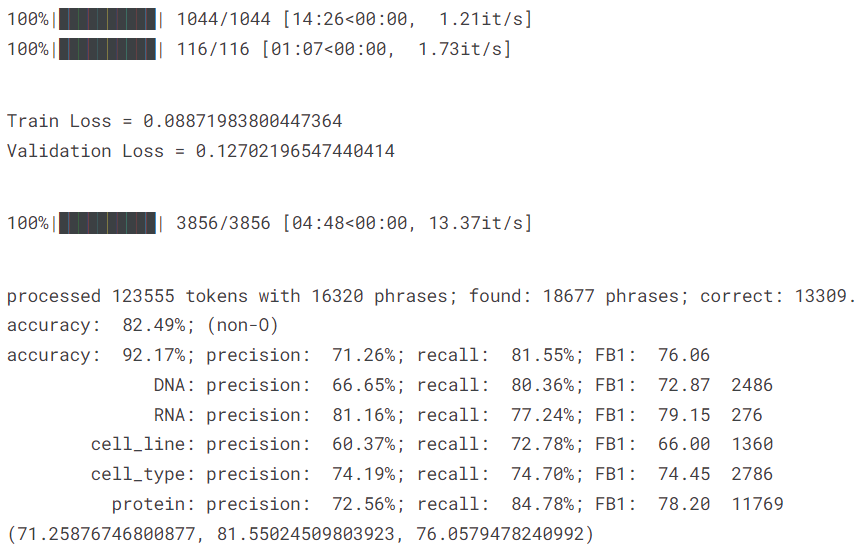 100%|██████████| 1044/1044 [14:26<00:00,  1.21it/s]
100%|██████████| 116/116 [01:07<00:00,  1.73it/s]
Train Loss = 0.08871983800447364
Validation Loss = 0.12702196547440414
100%|██████████| 3856/3856 [04:48<00:00, 13.37it/s]
processed 123555 tokens with 16320 phrases; found: 18677 phrases; correct: 13309.
accuracy:  82.49%; (non-O)
accuracy:  92.17%; precision:  71.26%; recall:  81.55%; FB1:  76.06
              DNA: precision:  66.65%; recall:  80.36%; FB1:  72.87  2486
              RNA: precision:  81.16%; recall:  77.24%; FB1:  79.15  276
        cell_line: precision:  60.37%; recall:  72.78%; FB1:  66.00  1360
        cell_type: precision:  74.19%; recall:  74.70%; FB1:  74.45  2786
          protein: precision:  72.56%; recall:  84.78%; FB1:  78.20  11769
(71.25876746800877, 81.55024509803923, 76.0579478240992)